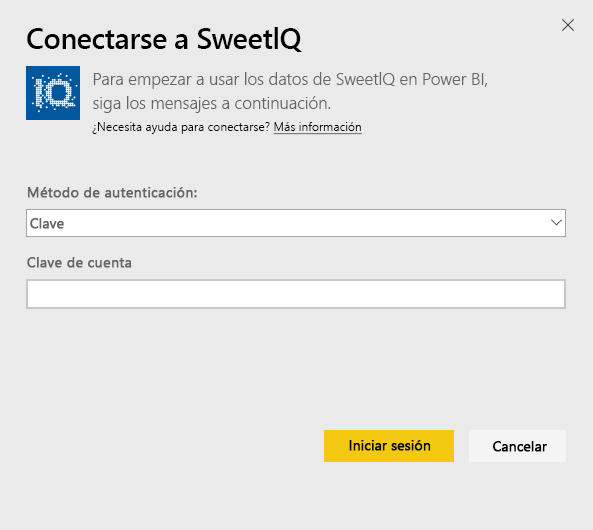 Conectarse a SweetIQ
IQ
Para empezar a usar los datos de SweetIQ en Power BI,
siga los mensajes a continuación.
¿Necesita ayuda para conectarse? Más información
Método de autenticación:
Clave
Clave de cuenta
Iniciar sesión
Cancelar